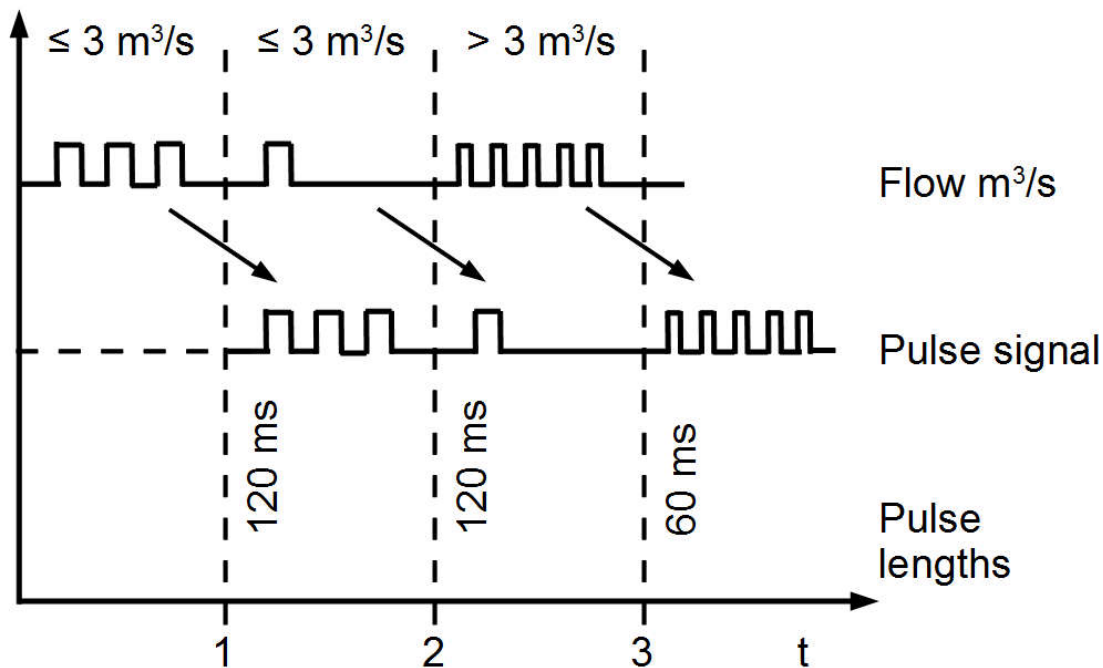 ≤ 3 m³/s ≤ 3 m³/s > 3 m³/s
Flow m³/s
Pulse signal
120 ms
120 ms
60 ms
Pulse
lengths
1 2 3 t